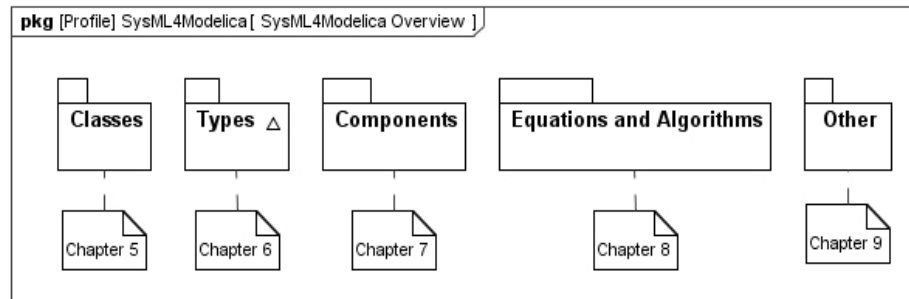 pkg [Profile] SysML4Modelica[ SysML4Modelica Overview ]
Classes
Types
Components
Equations and Algorithms
Other
Chapter 5
Chapter 6
Chapter 7
Chapter 8
Chapter 9